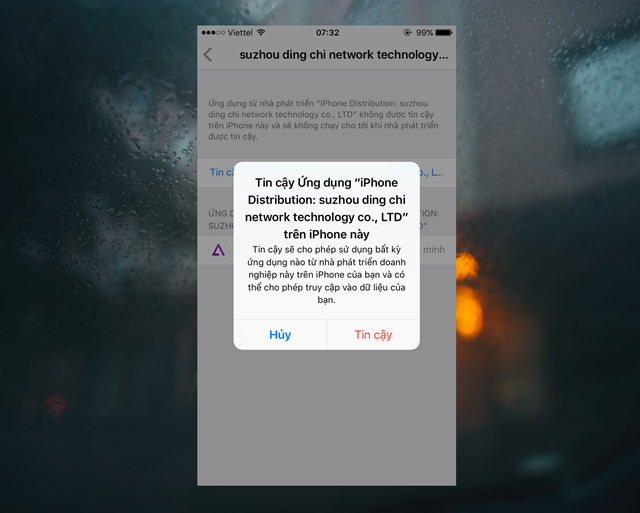 Viettel 07:32 99%
suzhou ding chi network technology...
Ứng dụng từ nhà phát triển “iPhone Distribution: suzhou
ding chi network technology co., LTD” không được tin cậy
trên iPhone này và sẽ không chạy cho tới khi nhà phát triển
được tin cậy.
Tin cậ
o., L...
Tin cậy Ứng dụng “iPhone
Distribution: suzhou ding chi
network technology co., LTD”
trên iPhone này
Tin cậy sẽ cho phép sử dụng bất kỳ
ứng dụng nào từ nhà phát triển doanh
nghiệp này trên iPhone của bạn và có
thể cho phép truy cập vào dữ liệu của
bạn.
ỨNG D
TION:
SUZHO
D”
minh
Hủy Tin cậy